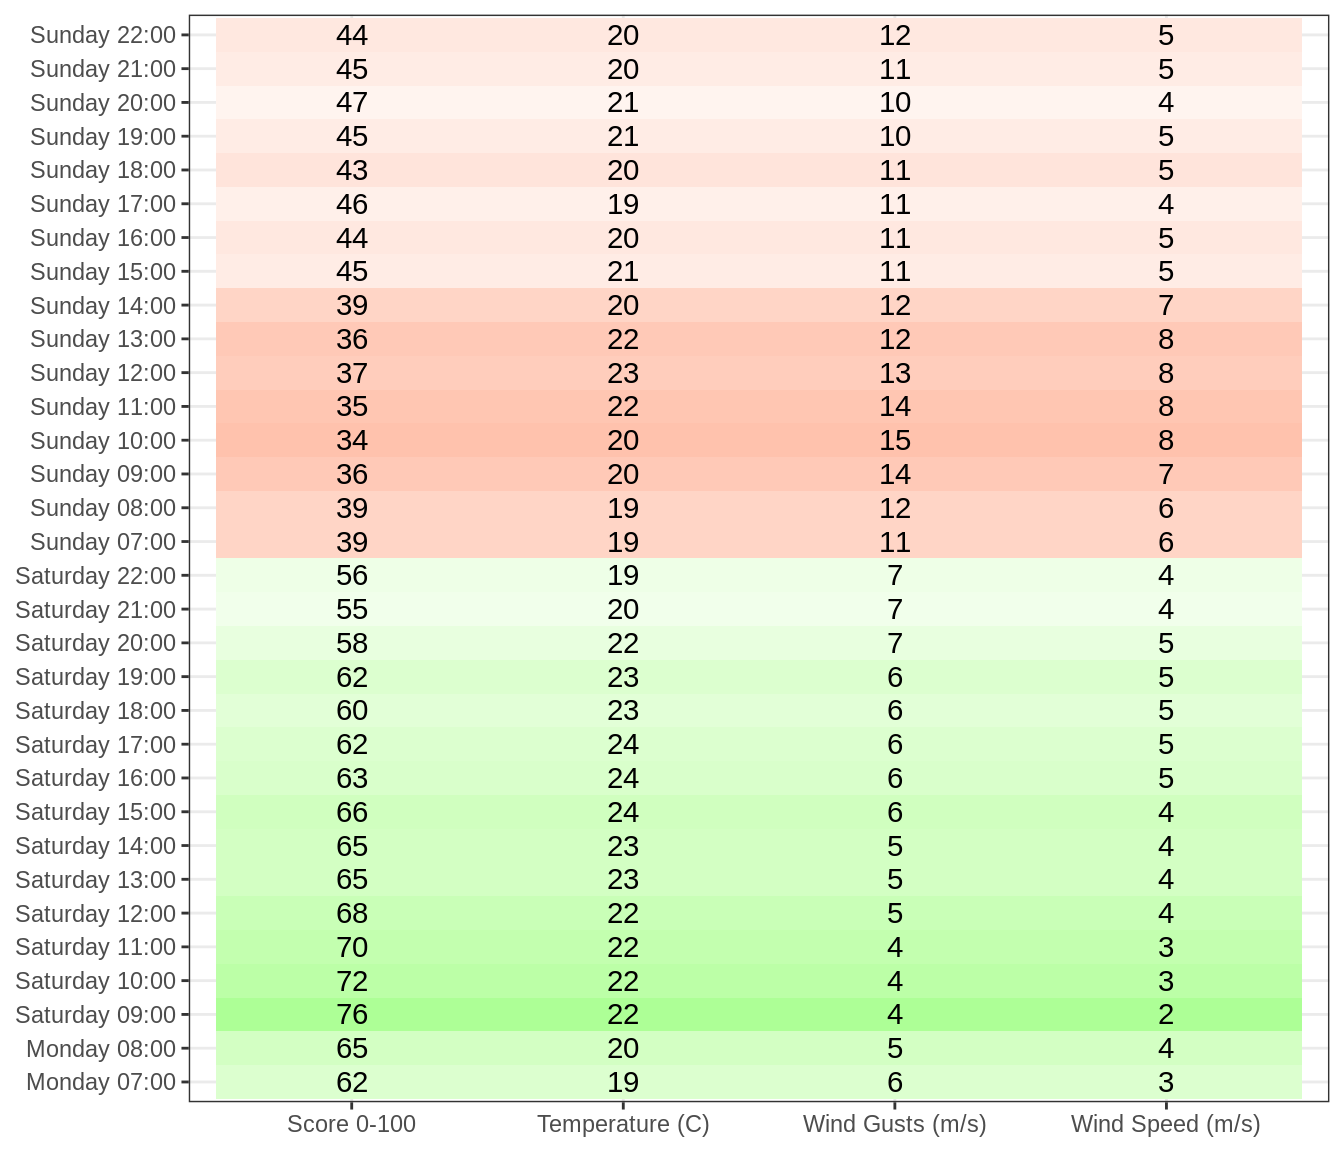 Sunday 22:00 44 20 12 5
Sunday 21:00 45 20 11 5
Sunday 20:00 47 21 10 4
Sunday 19:00 45 21 10 5
Sunday 18:00 43 20 11 5
Sunday 17:00 46 19 11 4
Sunday 16:00 44 20 11 5
Sunday 15:00 45 21 11 5
Sunday 14:00 39 20 12 7
Sunday 13:00 36 22 12 8
Sunday 12:00 37 23 13 8
Sunday 11:00 35 22 14 8
Sunday 10:00 34 20 15 8
Sunday 09:00 36 20 14 7
Sunday 08:00 39 19 12 6
Sunday 07:00 39 19 11 6
Saturday 22:00 56 19 7 4
Saturday 21:00 55 20 7 4
Saturday 20:00 58 22 7 5
Saturday 19:00 62 23 6 5
Saturday 18:00 60 23 6 5
Saturday 17:00 62 24 6 5
Saturday 16:00 63 24 6 5
Saturday 15:00 66 24 6 4
Saturday 14:00 65 23 5 4
Saturday 13:00 65 23 5 4
Saturday 12:00 68 22 5 4
Saturday 11:00 70 22 4 3
Saturday 10:00 72 22 4 3
Saturday 09:00 76 22 4 2
Monday 08:00 65 20 5 4
Monday 07:00 62 19 6 3
Score 0-100 Temperature (C) Wind Gusts (m/s) Wind Speed (m/s)